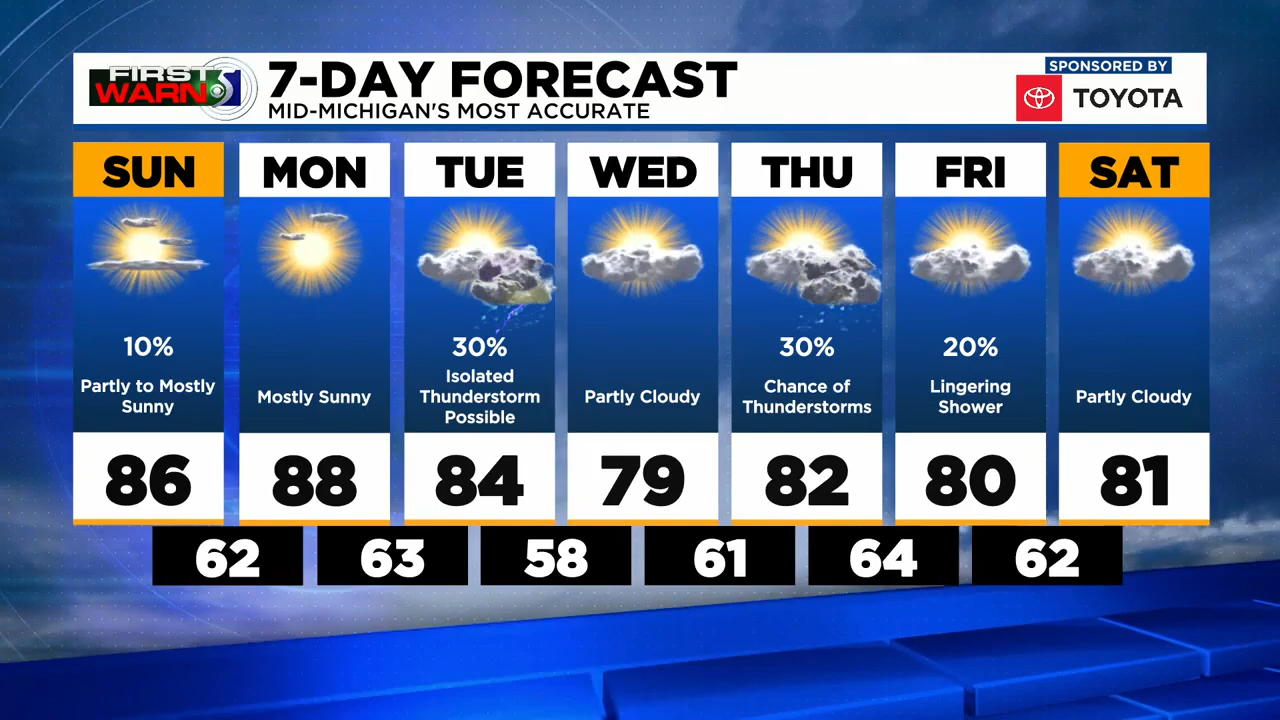 FIRST
WARN 5
7-DAY FORECAST
MID-MICHIGAN'S MOST ACCURATE
SPONSORED BY
TOYOTA
SUN MON TUE WED THU FRI SAT
10%
Partly to Mostly
Sunny
Mostly Sunny
30%
Isolated
Thunderstorm
Possible
Partly Cloudy
30%
Chance of
Thunderstorms
20%
Lingering
Shower
Partly Cloudy
86 88 84 79 82 80 81
62 63 58 61 64 62